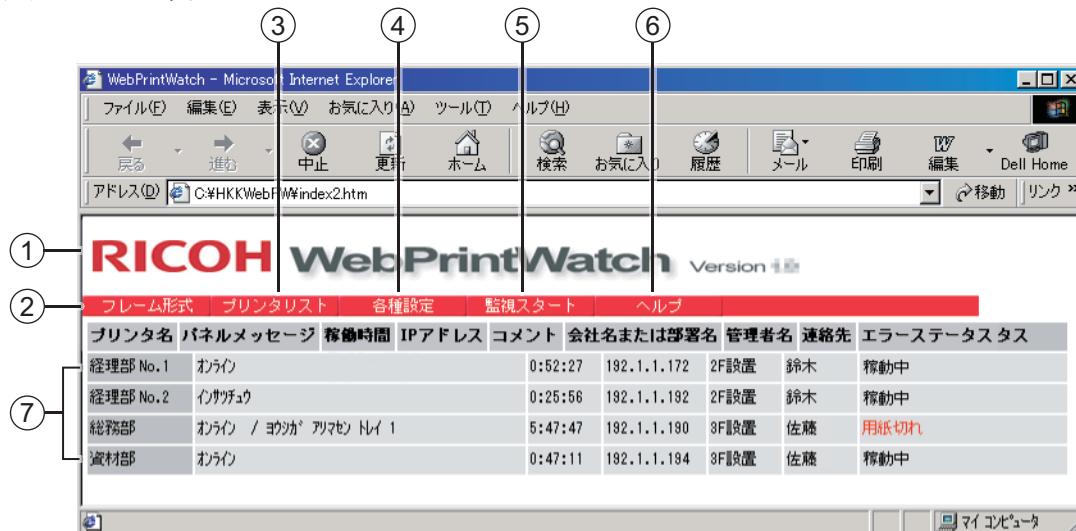 ③ ④ ⑤ ⑥
WebPrintWatch - Microsoft Internet Explorer
ファイル(F) 編集(E) 表示(V) お気に入り(A) ツール(T) ヘルプ(H)
戻る 進む 中止 更新 ホーム 検索 お気に入り 履歴 メール 印刷 編集 Dell Home
アドレス(D) C:¥HKKWebPW¥index2.htm 移動 リンク »
① RICOH WebPrintWatch Version
② フレーム形式 プリンタリスト 各種設定 監視スタート ヘルプ
プリンタ名 パネルメッセージ 稼働時間 IPアドレス コメント 会社名または部署名 管理者名 連絡先 エラーステータスタス
経理部 No.1 オンライン 0:52:27 192.1.1.172 2F設置 鈴木 稼動中
経理部 No.2 インサツチュウ 0:25:56 192.1.1.192 2F設置 鈴木 稼動中
⑦
総務部 オンライン / ヨウシガ アリマセン トレイ 1 5:47:47 192.1.1.190 3F設置 佐藤 用紙切れ
資材部 オンライン 0:47:11 192.1.1.194 3F設置 佐藤 稼動中
マイ コンピュータ